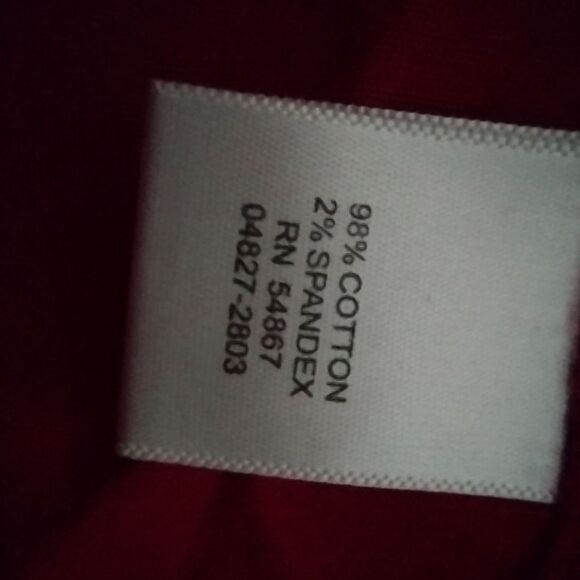 98% COTTON
2% SPANDEX
RN 54867
04827-2803